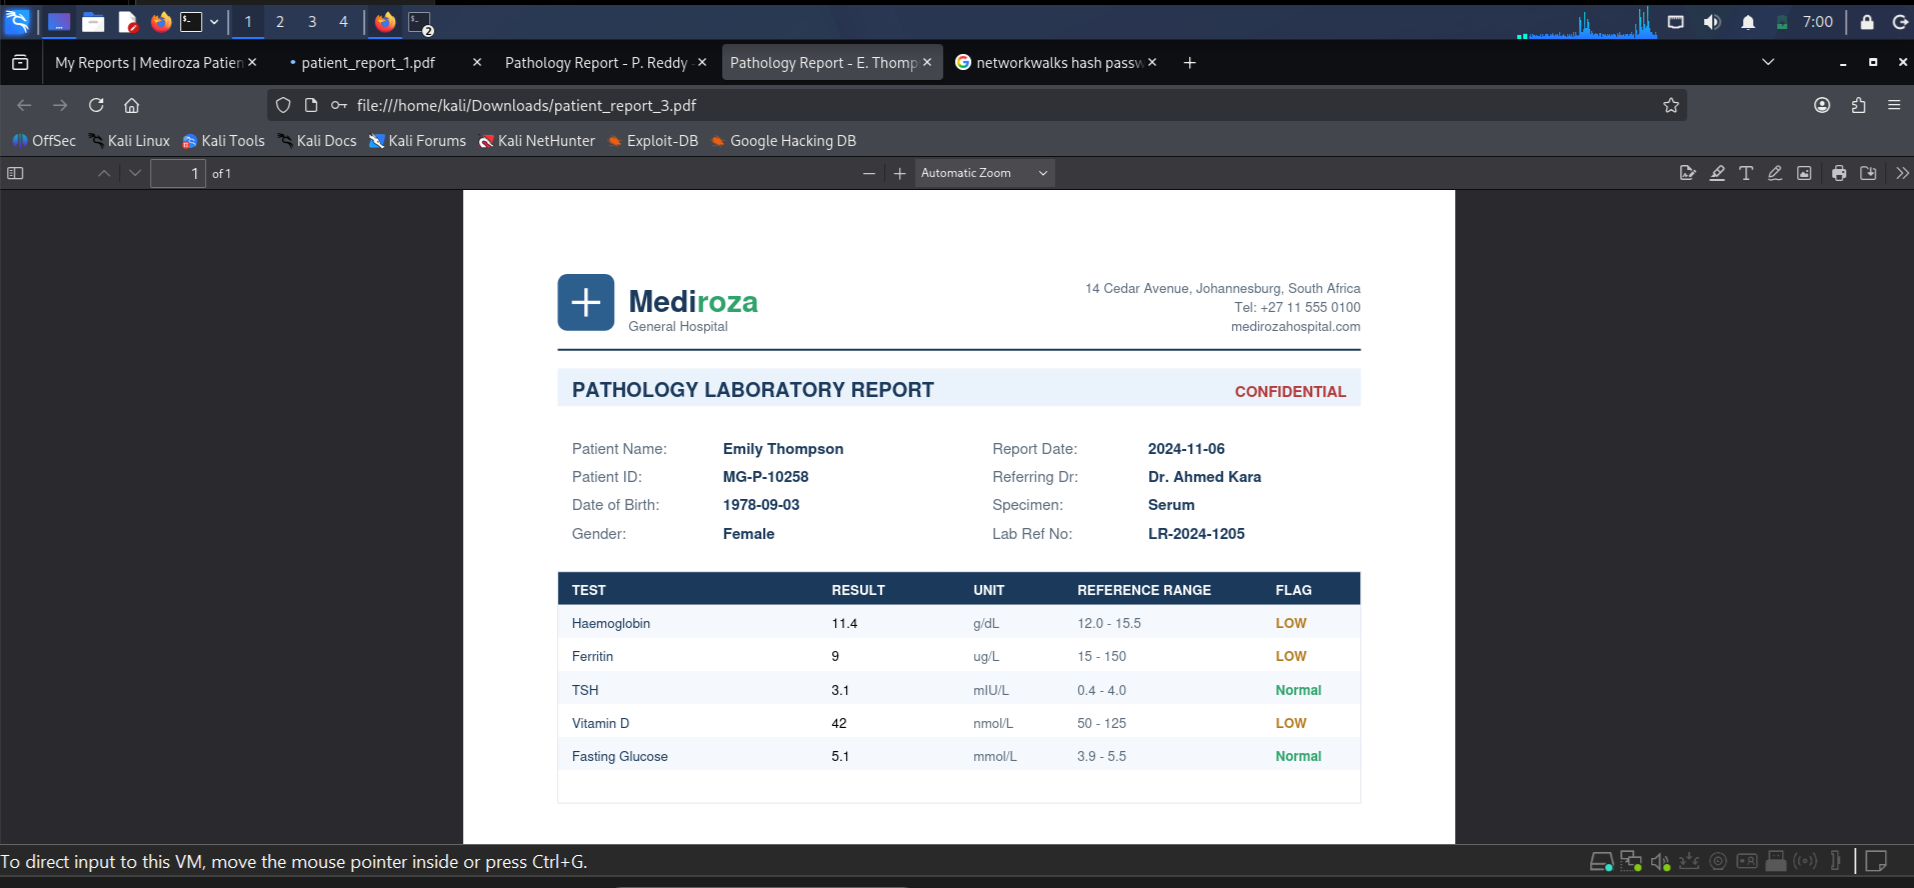 1 2 3 4 2 7:00
My Reports | Mediroza Patien
patient_report_1.pdf
Pathology Report - P. Reddy -
Pathology Report - E. Thomp
networkwalks hash passw
file:///home/kali/Downloads/patient_report_3.pdf
OffSec Kali Linux Kali Tools Kali Docs Kali Forums Kali NetHunter Exploit-DB Google Hacking DB
1 of 1 Automatic Zoom
Mediroza
General Hospital
14 Cedar Avenue, Johannesburg, South Africa
Tel: +27 11 555 0100
medirozahospital.com
PATHOLOGY LABORATORY REPORT CONFIDENTIAL
Patient Name: Emily Thompson Report Date: 2024-11-06
Patient ID: MG-P-10258 Referring Dr: Dr. Ahmed Kara
Date of Birth: 1978-09-03 Specimen: Serum
Gender: Female Lab Ref No: LR-2024-1205
TEST RESULT UNIT REFERENCE RANGE FLAG
Haemoglobin 11.4 g/dL 12.0 - 15.5 LOW
Ferritin 9 ug/L 15 - 150 LOW
TSH 3.1 mIU/L 0.4 - 4.0 Normal
Vitamin D 42 nmol/L 50 - 125 LOW
Fasting Glucose 5.1 mmol/L 3.9 - 5.5 Normal
To direct input to this VM, move the mouse pointer inside or press Ctrl+G.